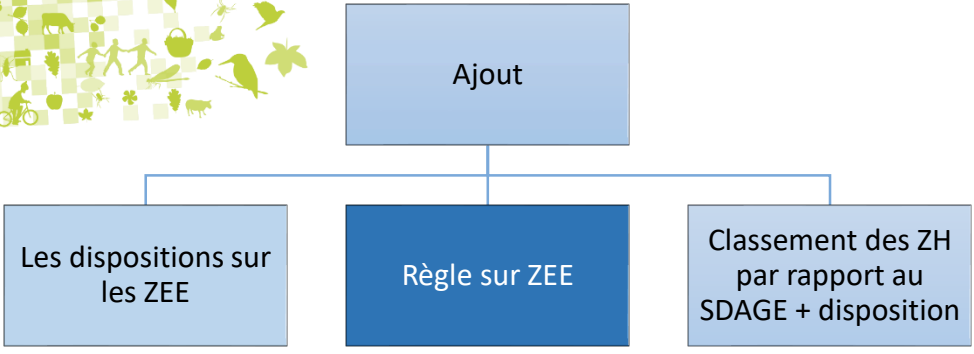 Ajout
Les dispositions sur
les ZEE
Règle sur ZEE
Classement des ZH
par rapport au
SDAGE + disposition